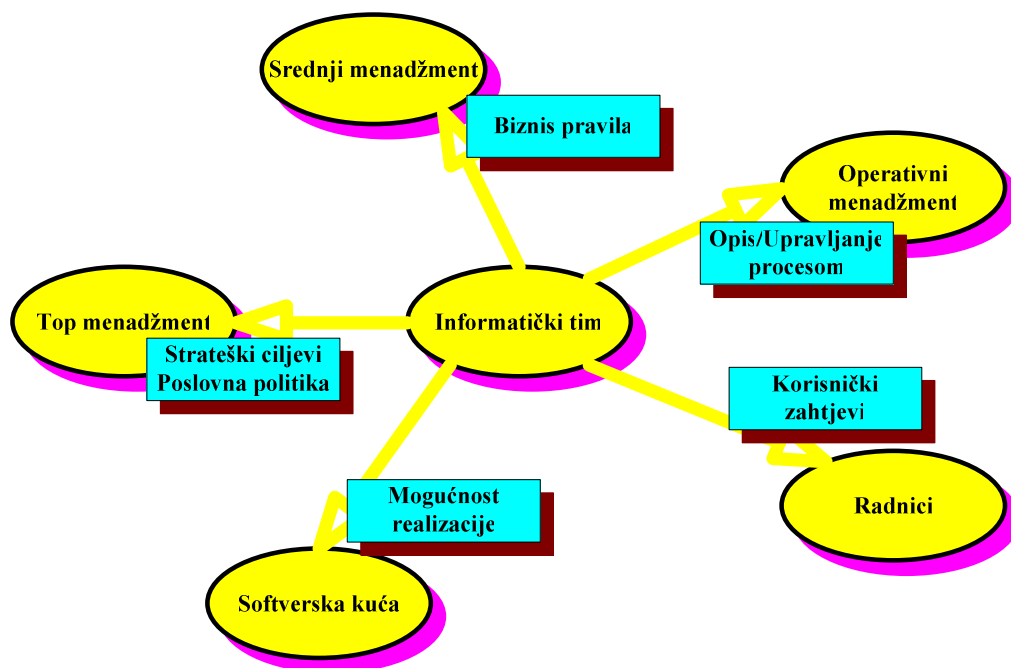 Srednji menadžment
Biznis pravila
Operativni
menadžment
Opis/Upravljanje
procesom
Top menadžment
Informatički tim
Strateški ciljevi
Poslovna politika
Korisnički
zahtjevi
Mogućnost
realizacije
Radnici
Softverska kuća